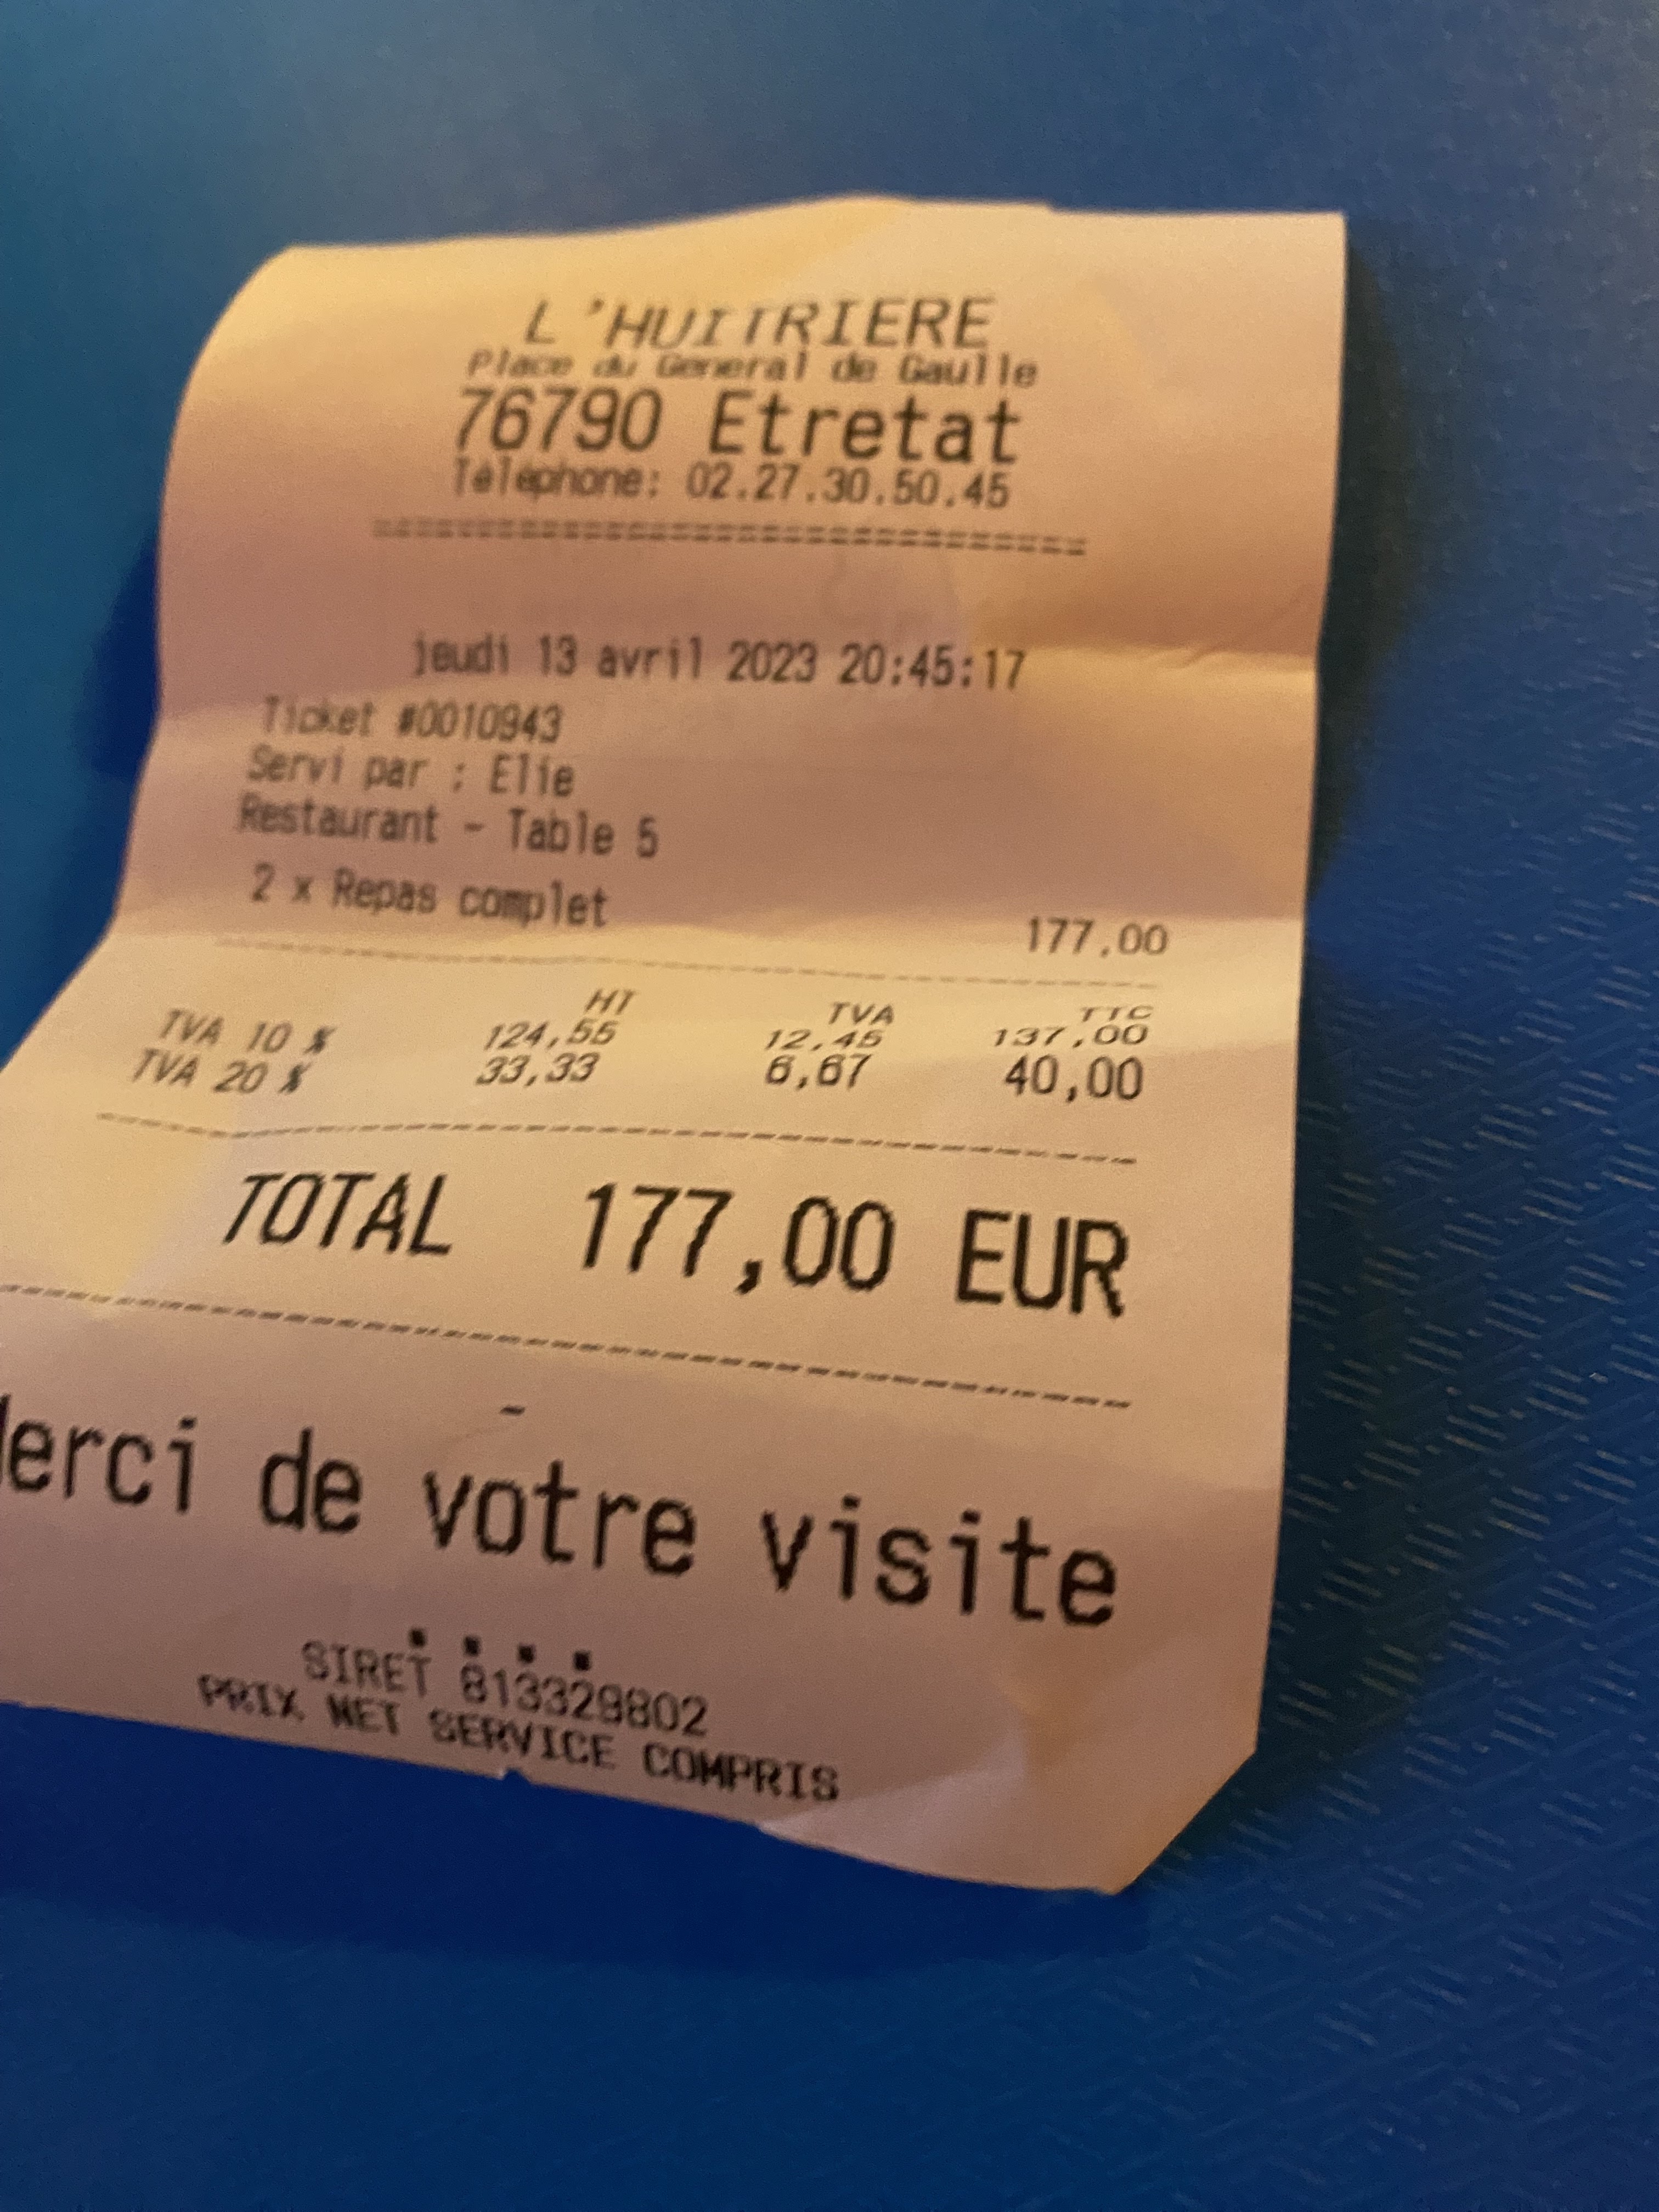 L'HUITRIERE
Place du General de Gaulle
76790 Etretat
Téléphone: 02.27.30.50.45
================================
jeudi 13 avril 2023 20:45:17
Ticket #0010943
Servi par : Elie
Restaurant - Table 5
2 x Repas complet 177,00
HT TVA TTC
TVA 10 % 124,55 12,45 137,00
TVA 20 % 33,33 6,67 40,00
TOTAL 177,00 EUR
Merci de votre visite
SIRET 813329802
PRIX NET SERVICE COMPRIS